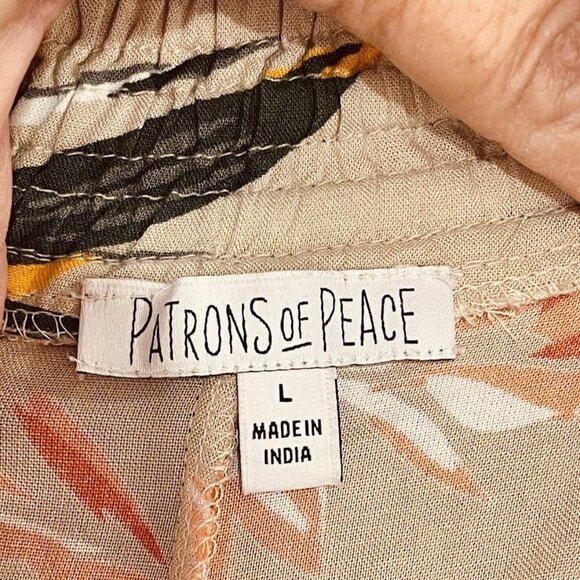 PATRONS OF PEACE
L
MADE IN
INDIA